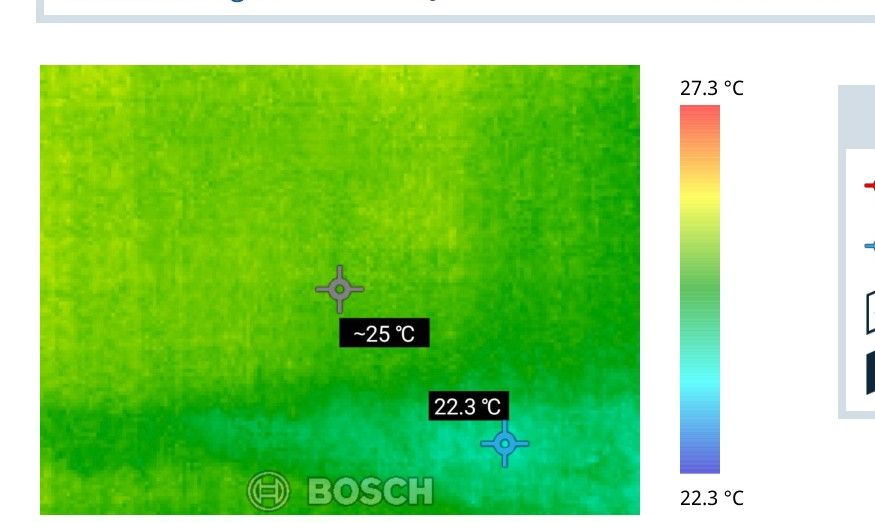 27.3 °C
~25 °C
22.3 °C
BOSCH
22.3 °C